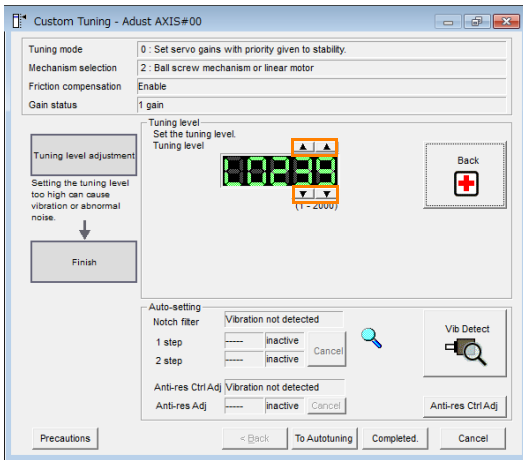 Custom Tuning - Adust AXIS#00
Tuning mode
0 : Set servo gains with priority given to stability.
Mechanism selection
2 : Ball screw mechanism or linear motor
Friction compensation
Enable
Gain status
1 gain
Tuning level
Set the tuning level.
Tuning level
(1 - 2000)
Back
Tuning level adjustment
Setting the tuning level
too high can cause
vibration or abnormal
noise.
Finish
Auto-setting
Notch filter
Vibration not detected
1 step
-----
inactive
2 step
-----
inactive
Cancel
Anti-res Ctrl Adj
Vibration not detected
Anti-res Adj
-----
inactive
Cancel
Vib Detect
Anti-res Ctrl Adj
Precautions
< Back
To Autotuning
Completed.
Cancel